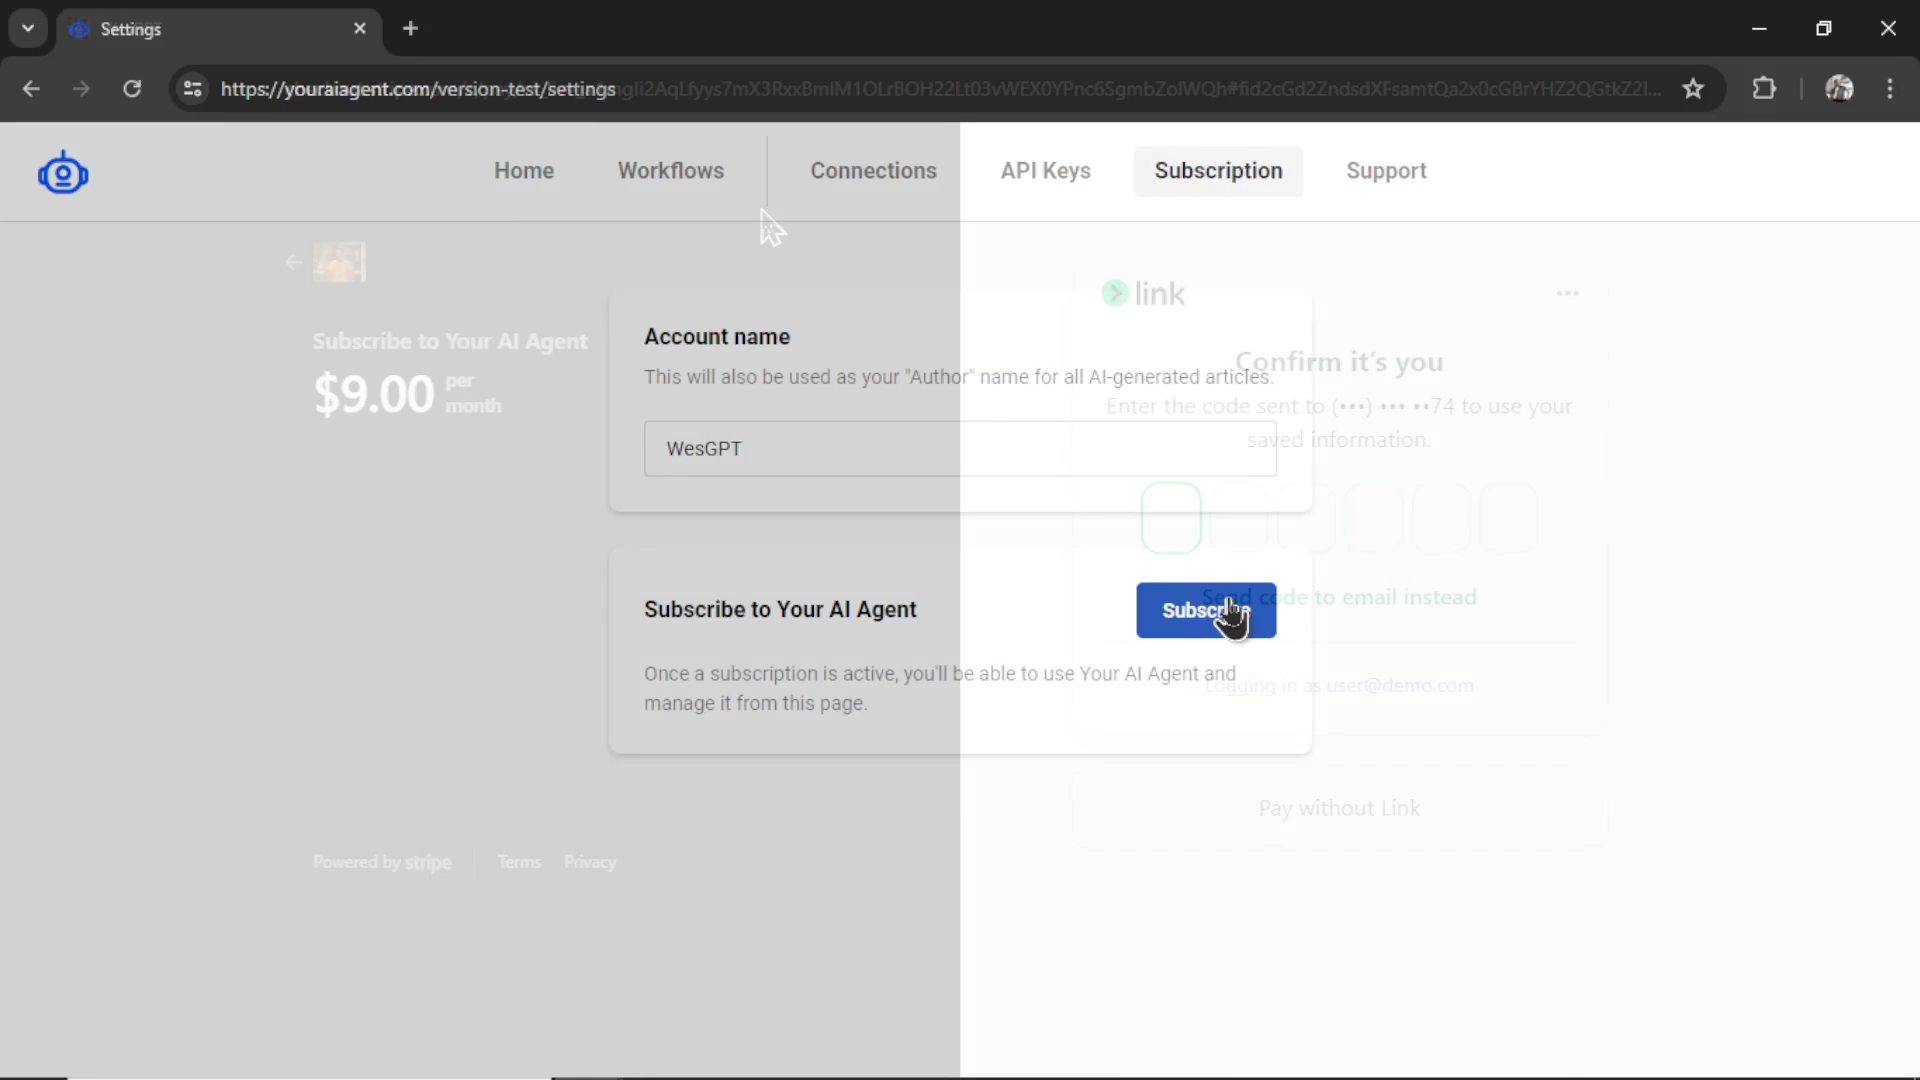 Settings
https://youraiagent.com/version-test/settings
Home
Workflows
Connections
API Keys
Subscription
Support
Subscribe to Your AI Agent
$9.00
per
month
Account name
This will also be used as your "Author" name for all AI-generated articles.
WesGPT
link
Confirm it's you
Enter the code sent to (•••) ••• ••74 to use your
saved information.
Send code to email instead
Subscribe to Your AI Agent
Subscribe
Once a subscription is active, you'll be able to use Your AI Agent and
manage it from this page.
Logging in as user@demo.com
Pay without Link
Powered by stripe
Terms
Privacy